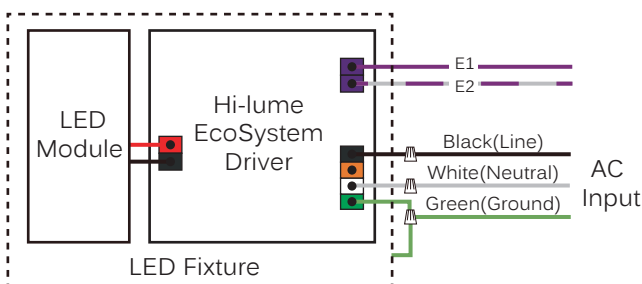 E1
E2
LED
Module
Hi-lume
EcoSystem
Driver
Black(Line)
White(Neutral)
Green(Ground)
AC
Input
LED Fixture